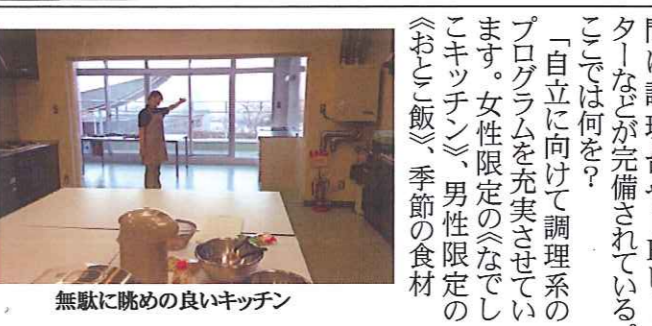 ターなどが完備されている。
ここでは何を？
「自立に向けて調理系の
プログラムを充実させてい
ます。女性限定の《なでし
こキッチン》、男性限定の
《おとこ飯》、季節の食材
無駄に眺めの良いキッチン